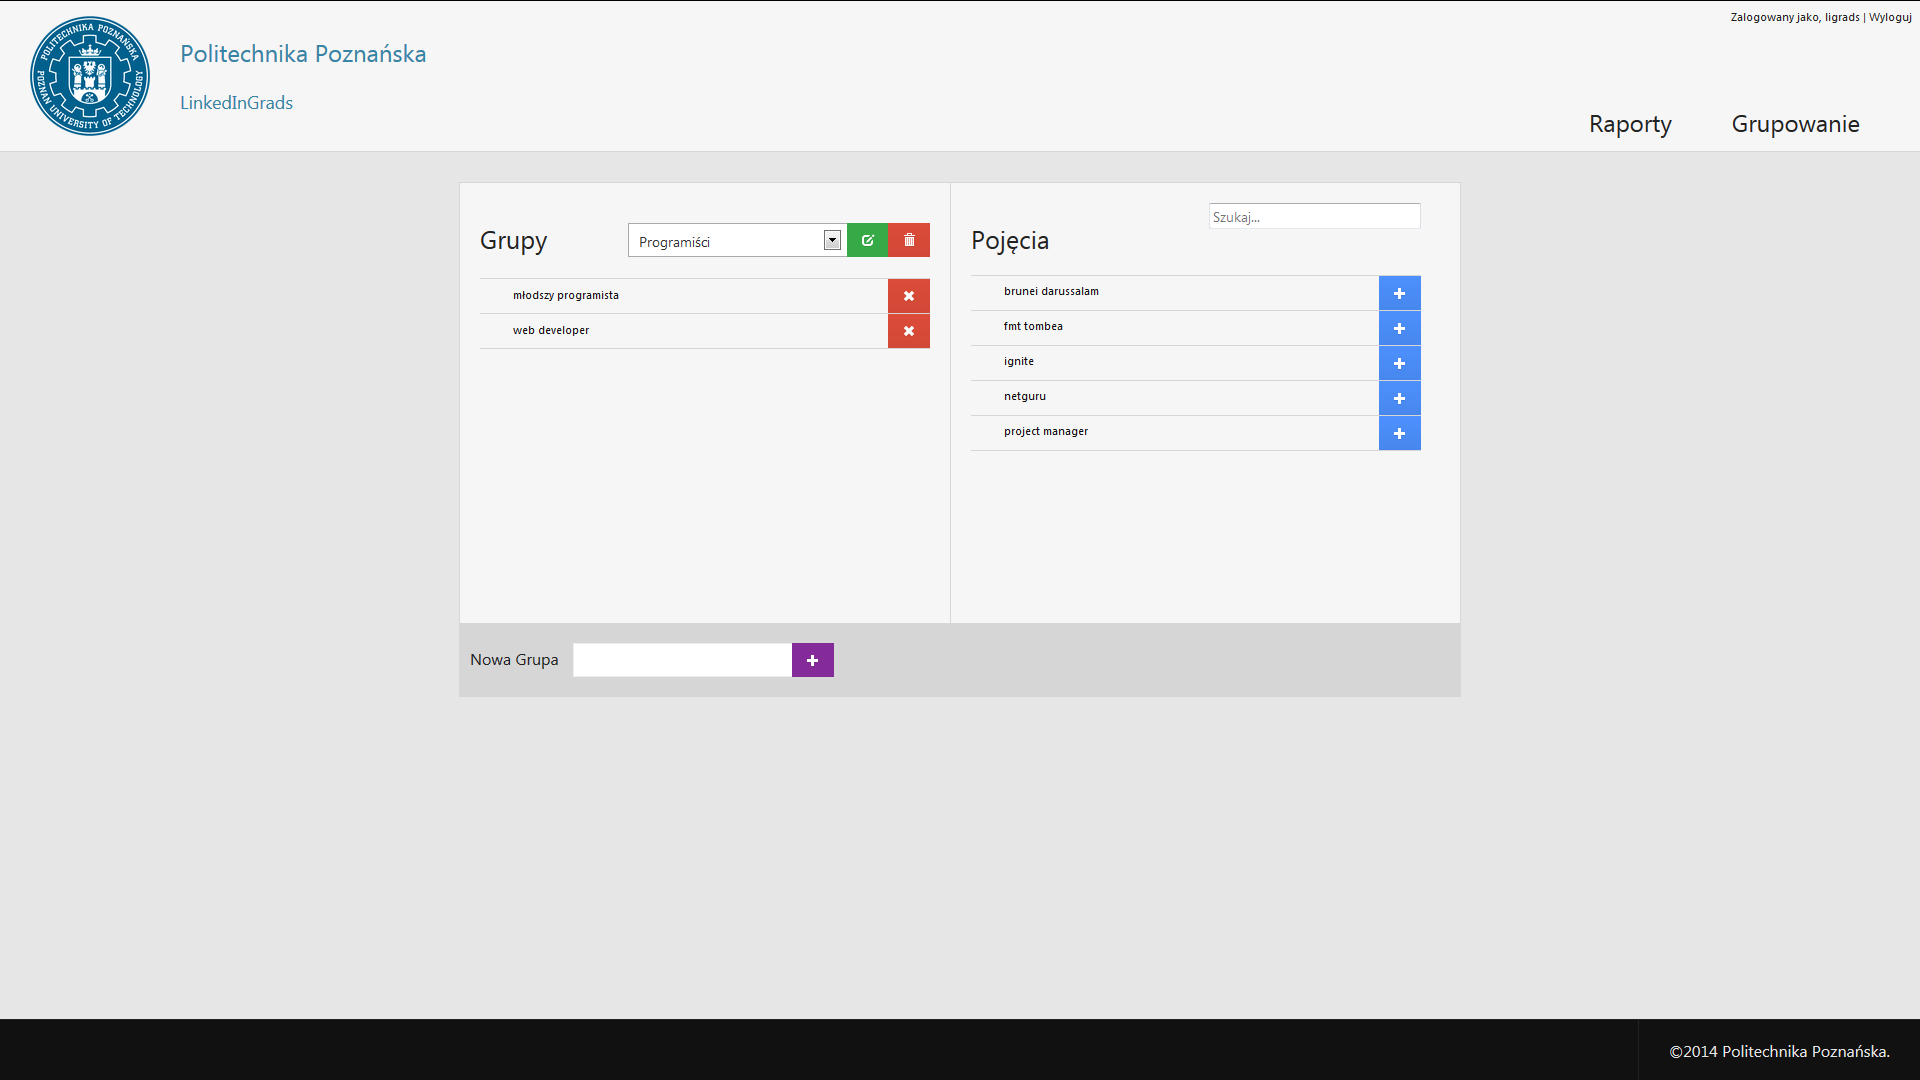 Zalogowany jako, ligrads | Wyloguj
POLITECHNIKA POZNAŃSKA
POZNAN UNIVERSITY OF TECHNOLOGY
Politechnika Poznańska
LinkedInGrads
Raporty
Grupowanie
Grupy
Programiści
młodszy programista
web developer
Szukaj...
Pojęcia
brunei darussalam
fmt tombea
ignite
netguru
project manager
Nowa Grupa
©2014 Politechnika Poznańska.